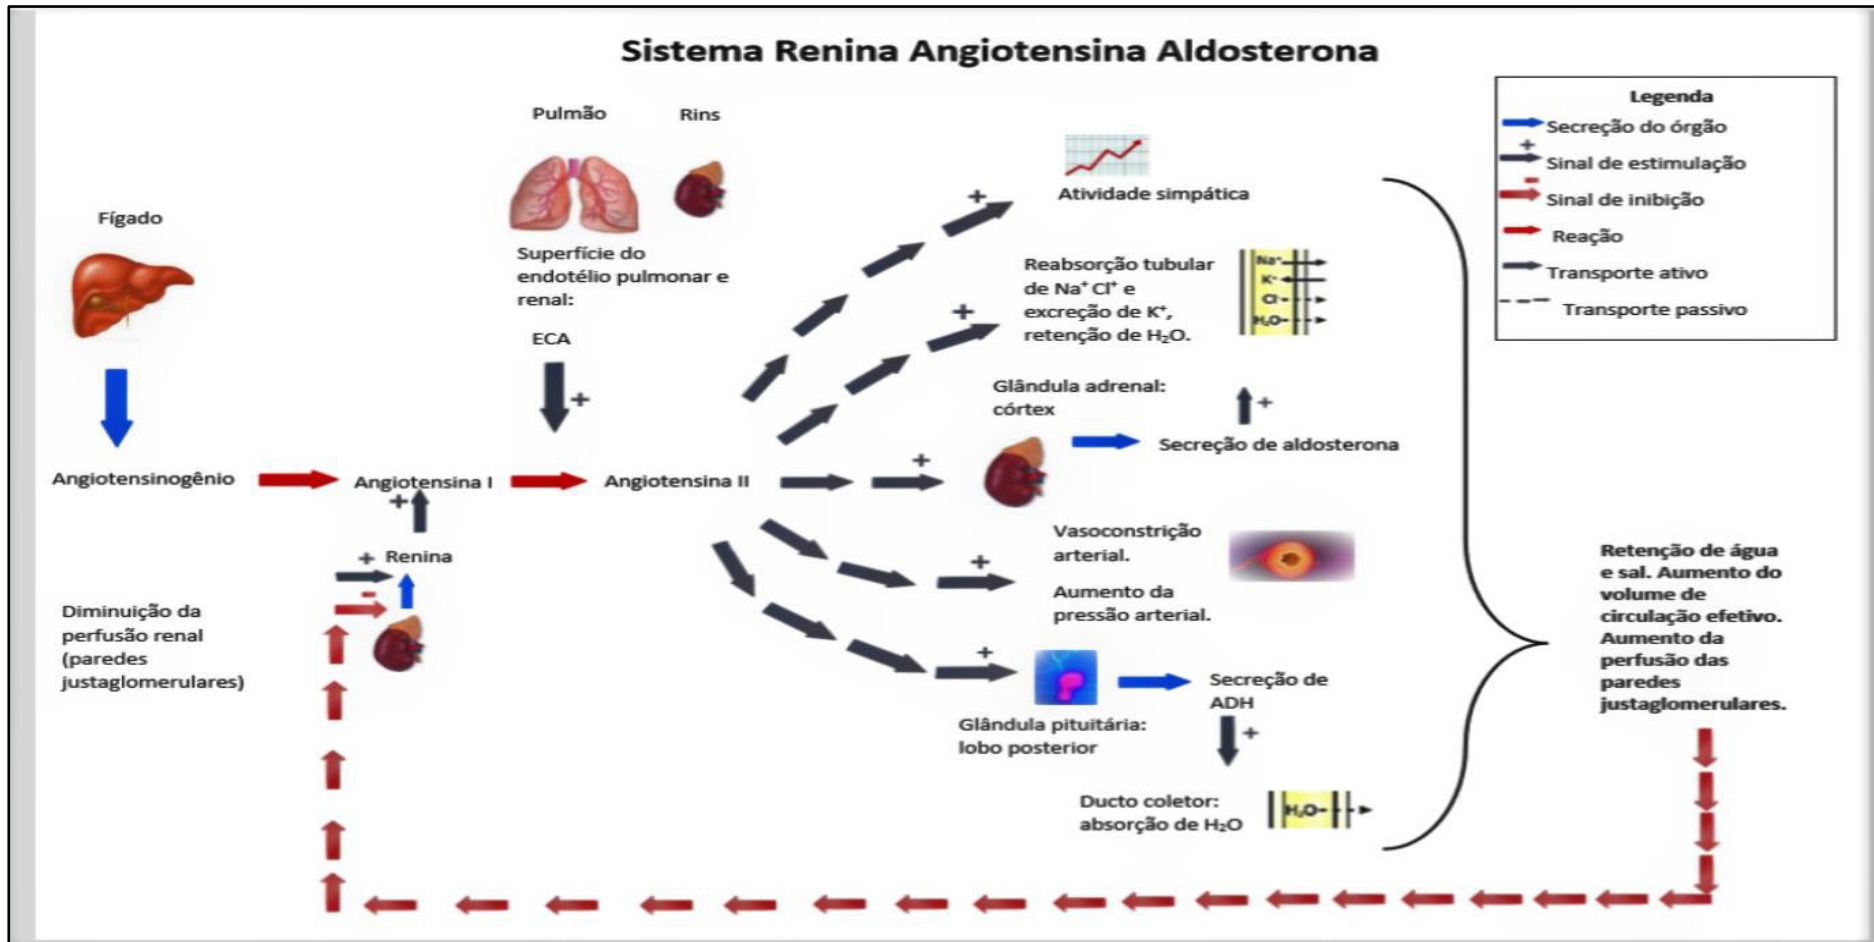 Sistema Renina Angiotensina Aldosterona
Legenda
Secreção do órgão
+
Sinal de estimulação
-
Sinal de inibição
Reação
Transporte ativo
Transporte passivo
Fígado
Angiotensinogênio
Pulmão
Rins
Superfície do
endotélio pulmonar e
renal:
ECA
+
Angiotensina I
Angiotensina II
+
Renina
+
-
Diminuição da
perfusão renal
(paredes
justaglomerulares)
+
Atividade simpática
+
Reabsorção tubular
de Na⁺ Cl⁺ e
excreção de K⁺,
retenção de H₂O.
Na⁺
K⁺
Cl-
H₂O
+
Glândula adrenal:
córtex
Secreção de aldosterona
+
+
Vasoconstrição
arterial.
Aumento da
pressão arterial.
+
Glândula pituitária:
lobo posterior
Secreção de
ADH
+
Ducto coletor:
absorção de H₂O
H₂O
Retenção de água
e sal. Aumento do
volume de
circulação efetivo.
Aumento da
perfusão das
paredes
justaglomerulares.